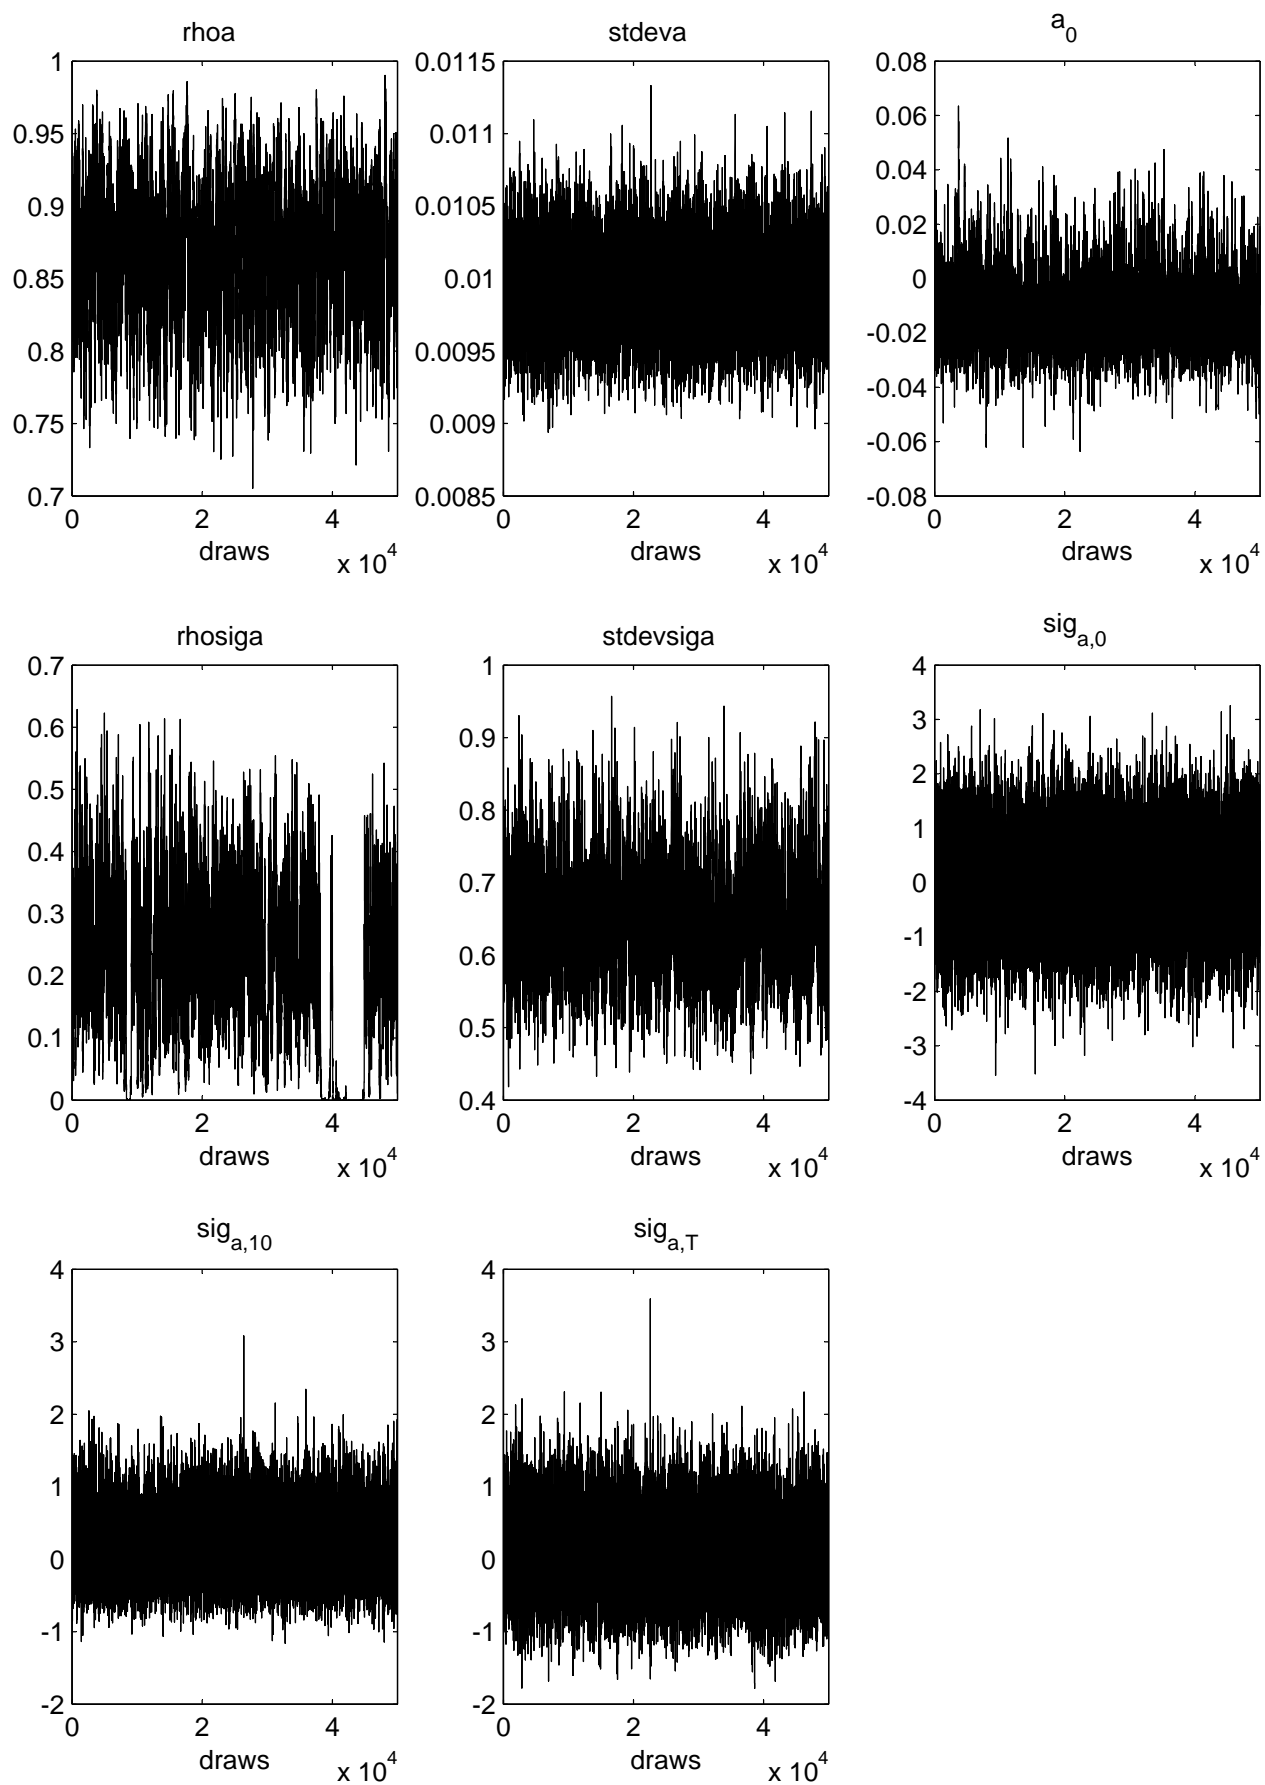 rhoa
1
0.95
0.9
0.85
0.8
0.75
0.7
0 2 4
draws
x 10^4
stdeva
0.0115
0.011
0.0105
0.01
0.0095
0.009
0.0085
0 2 4
draws
x 10^4
a_0
0.08
0.06
0.04
0.02
0
-0.02
-0.04
-0.06
-0.08
0 2 4
draws
x 10^4
rhosiga
0.7
0.6
0.5
0.4
0.3
0.2
0.1
0
0 2 4
draws
x 10^4
stdevsiga
1
0.9
0.8
0.7
0.6
0.5
0.4
0 2 4
draws
x 10^4
sig_a,0
4
3
2
1
0
-1
-2
-3
-4
0 2 4
draws
x 10^4
sig_a,10
4
3
2
1
0
-1
-2
0 2 4
draws
x 10^4
sig_a,T
4
3
2
1
0
-1
-2
0 2 4
draws
x 10^4